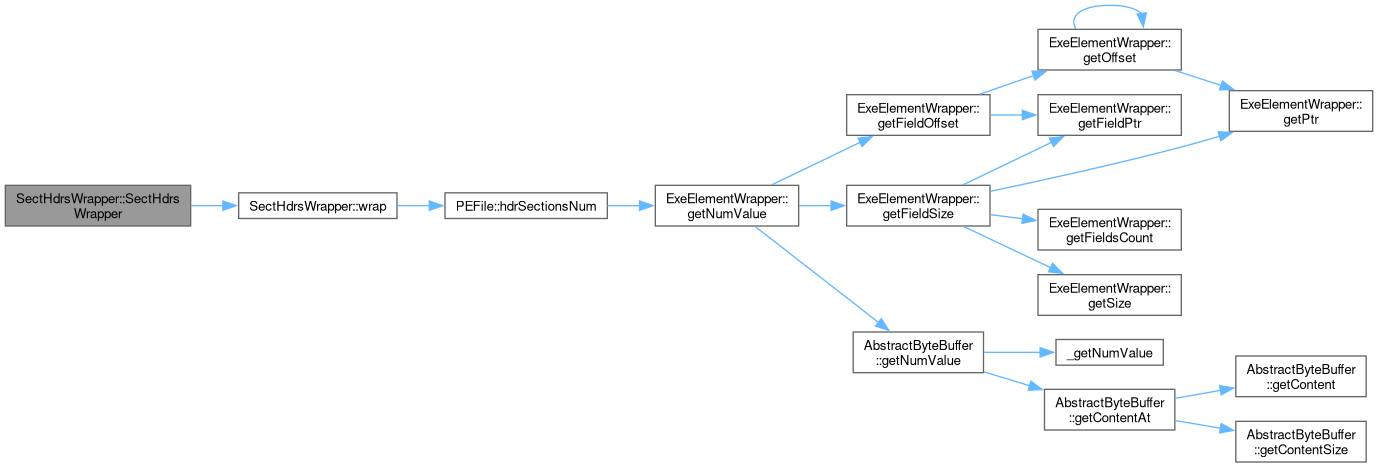 SectHdrsWrapper::SectHdrs
Wrapper
SectHdrsWrapper::wrap
PEFile::hdrSectionsNum
ExeElementWrapper::
getNumValue
ExeElementWrapper::
getFieldOffset
ExeElementWrapper::
getOffset
ExeElementWrapper::
getPtr
ExeElementWrapper::
getFieldPtr
ExeElementWrapper::
getFieldSize
ExeElementWrapper::
getFieldsCount
ExeElementWrapper::
getSize
AbstractByteBuffer
::getNumValue
_getNumValue
AbstractByteBuffer
::getContentAt
AbstractByteBuffer
::getContent
AbstractByteBuffer
::getContentSize